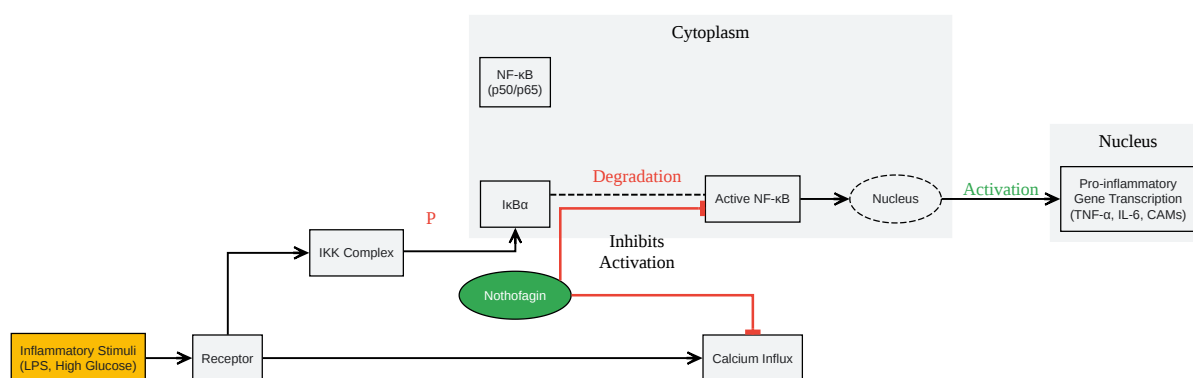 Cytoplasm
NF-κB
(p50/p65)
Nucleus
Degradation
Activation
Pro-inflammatory
Gene Transcription
(TNF-α, IL-6, CAMs)
IκBα
Active NF-κB
Nucleus
P
IKK Complex
Inhibits
Activation
Nothofagin
Inflammatory Stimuli
(LPS, High Glucose)
Receptor
Calcium Influx